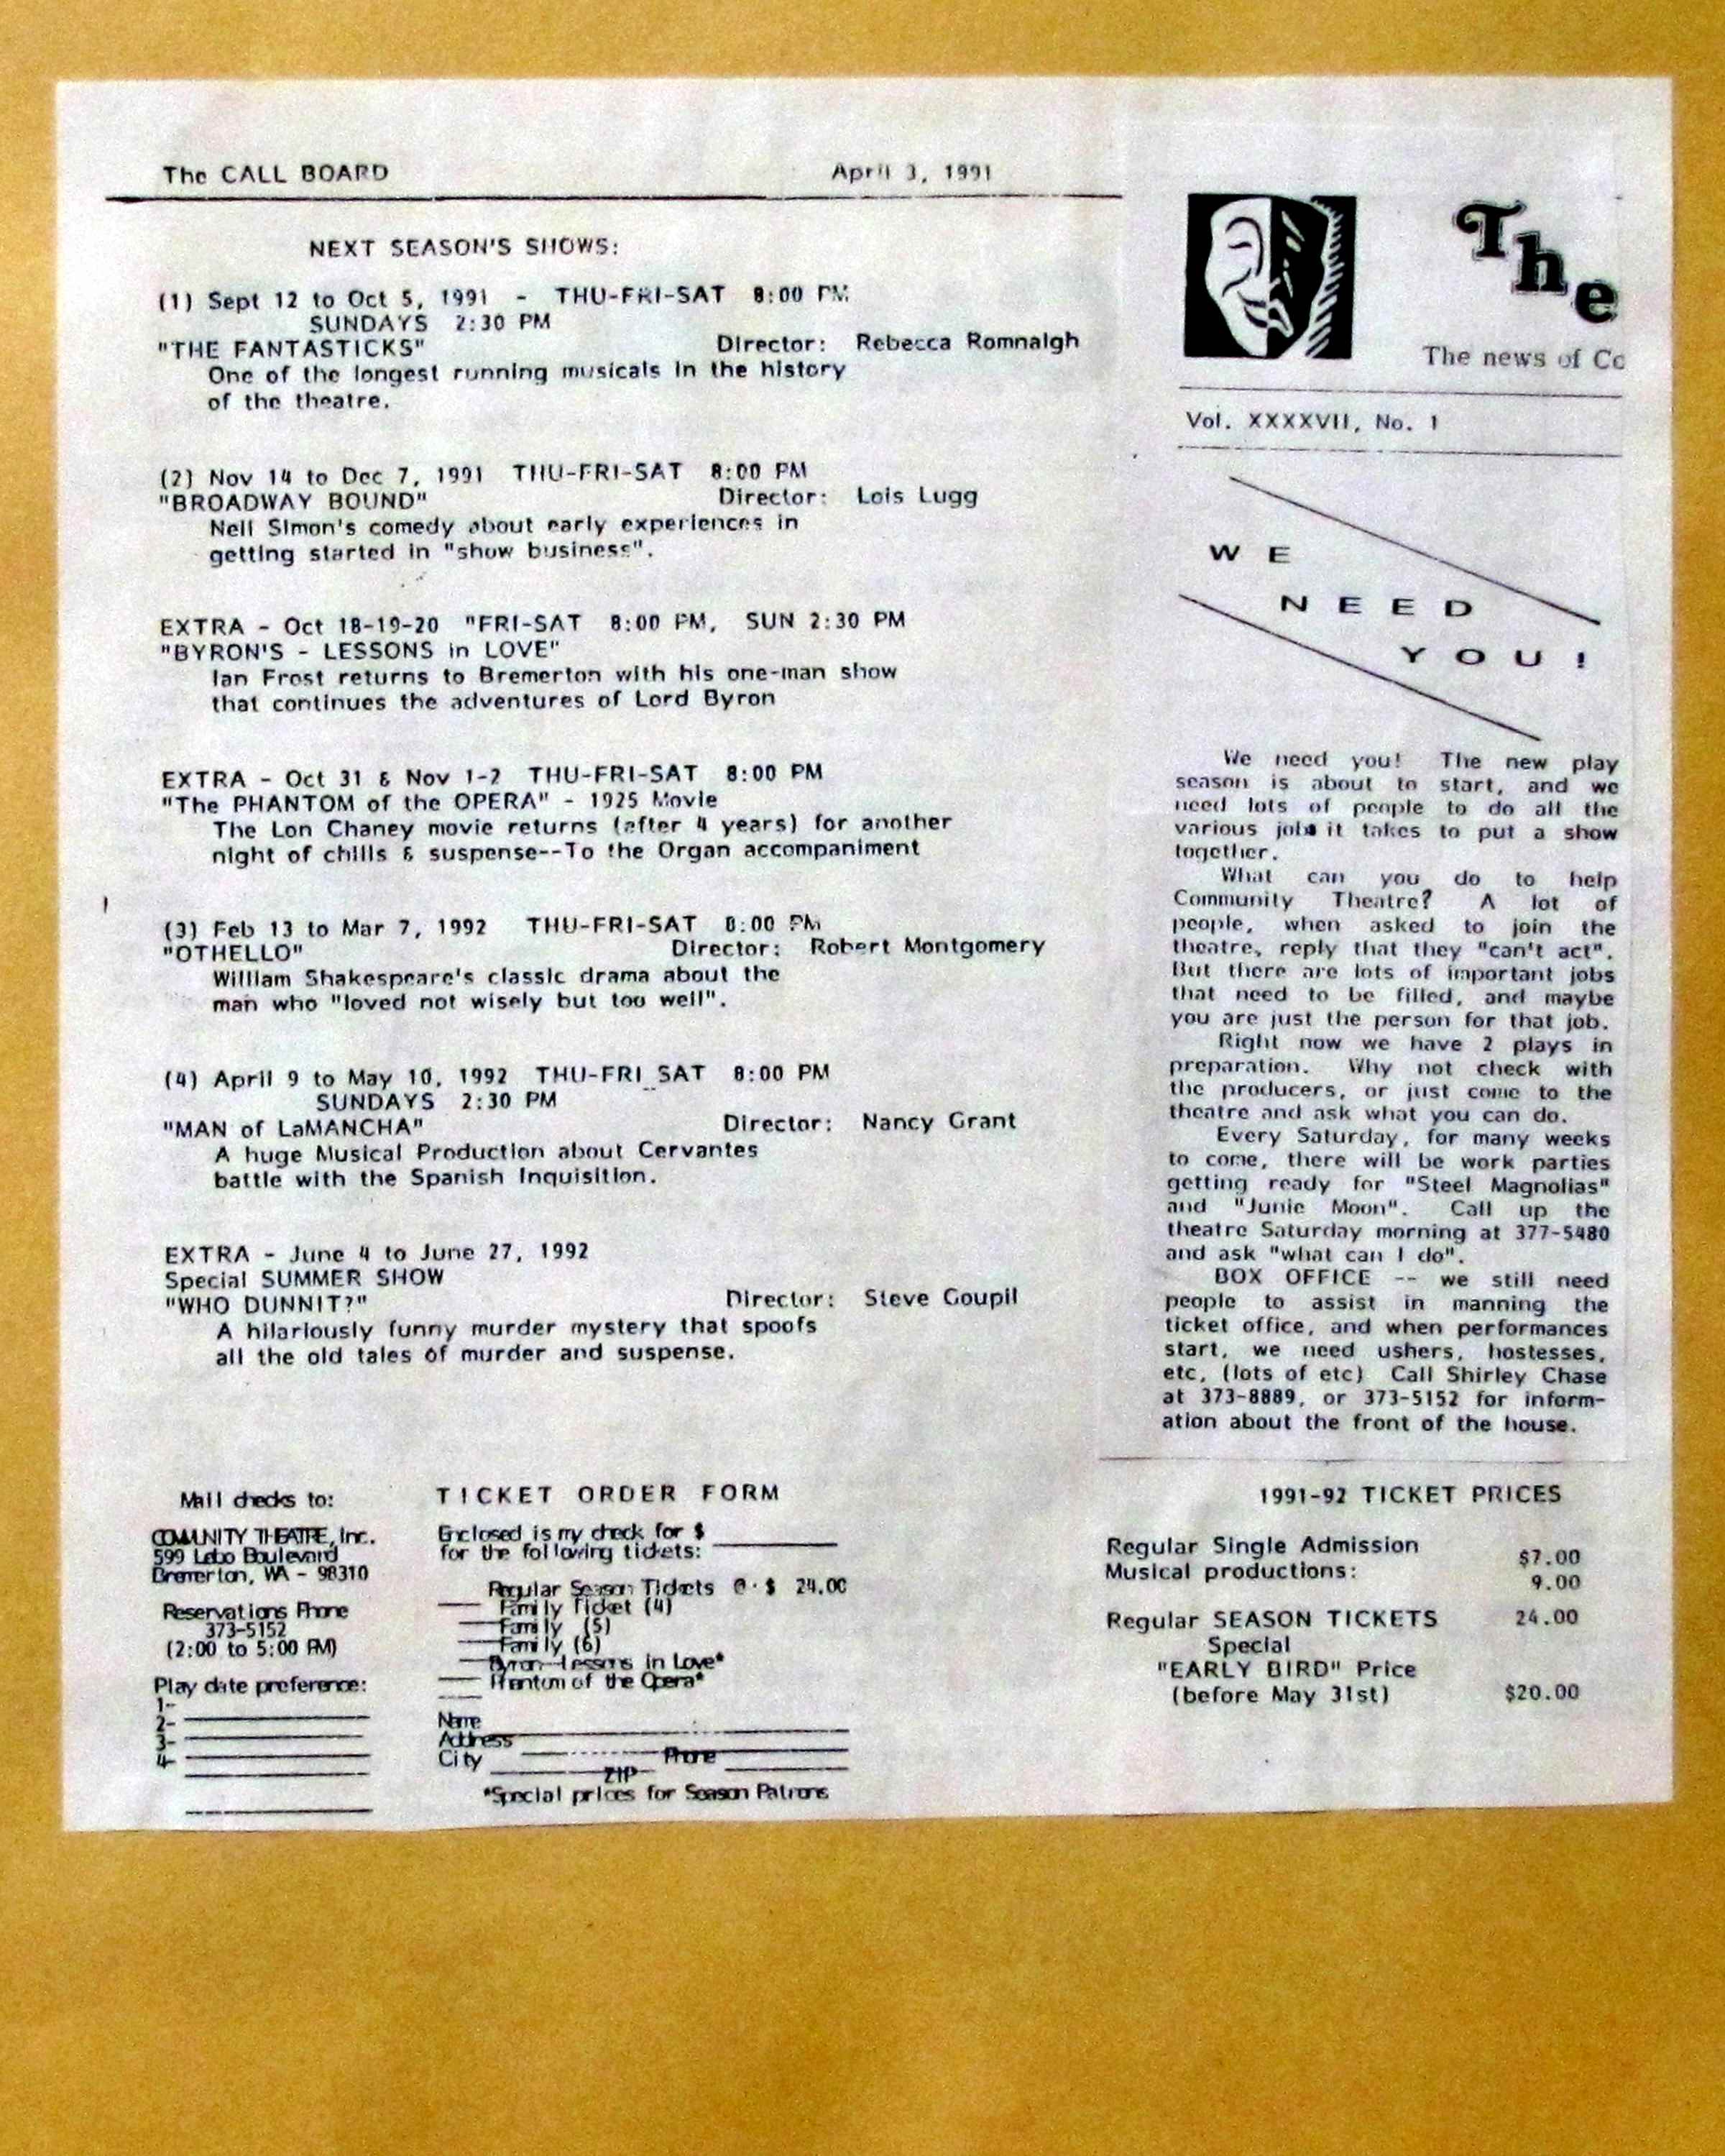 The CALL BOARD April 3, 1991
NEXT SEASON'S SHOWS:
(1) Sept 12 to Oct 5, 1991 - THU-FRI-SAT 8:00 PM
SUNDAYS 2:30 PM
"THE FANTASTICKS" Director: Rebecca Romnaigh
One of the longest running musicals in the history
of the theatre.
(2) Nov 14 to Dec 7, 1991 THU-FRI-SAT 8:00 PM
"BROADWAY BOUND" Director: Lois Lugg
Neil Simon's comedy about early experiences in
getting started in "show business".
EXTRA - Oct 18-19-20 "FRI-SAT 8:00 PM, SUN 2:30 PM
"BYRON'S - LESSONS in LOVE"
Ian Frost returns to Bremerton with his one-man show
that continues the adventures of Lord Byron
EXTRA - Oct 31 & Nov 1-2 THU-FRI-SAT 8:00 PM
"The PHANTOM of the OPERA" - 1925 Movie
The Lon Chaney movie returns (after 4 years) for another
night of chills & suspense--To the Organ accompaniment
(3) Feb 13 to Mar 7, 1992 THU-FRI-SAT 8:00 PM
"OTHELLO" Director: Robert Montgomery
William Shakespeare's classic drama about the
man who "loved not wisely but too well".
(4) April 9 to May 10, 1992 THU-FRI SAT 8:00 PM
SUNDAYS 2:30 PM
"MAN of LaMANCHA" Director: Nancy Grant
A huge Musical Production about Cervantes
battle with the Spanish Inquisition.
EXTRA - June 4 to June 27, 1992
Special SUMMER SHOW
"WHO DUNNIT?" Director: Steve Goupil
A hilariously funny murder mystery that spoofs
all the old tales of murder and suspense.
Mail checks to:
COMMUNITY THEATRE, Inc.
599 Lebo Boulevard
Bremerton, WA - 98310
Reservations Phone
373-5152
(2:00 to 5:00 PM)
Play date preference:
1-
2-
3-
4-
TICKET ORDER FORM
Enclosed is my check for $
for the following tickets:
Regular Season Tickets @ $ 24.00
Family Ticket (4)
Family (5)
Family (6)
Byron-Lessons in Love*
Phantom of the Opera*
Name
Address
City Phone
ZIP
*Special prices for Season Patrons
The
The news of Co
Vol. XXXXVII, No. 1
WE
NEED
YOU!
We need you! The new play
season is about to start, and we
need lots of people to do all the
various jobs it takes to put a show
together.
What can you do to help
Community Theatre? A lot of
people, when asked to join the
theatre, reply that they "can't act".
But there are lots of important jobs
that need to be filled, and maybe
you are just the person for that job.
Right now we have 2 plays in
preparation. Why not check with
the producers, or just come to the
theatre and ask what you can do.
Every Saturday, for many weeks
to come, there will be work parties
getting ready for "Steel Magnolias"
and "Junie Moon". Call up the
theatre Saturday morning at 377-5480
and ask "what can I do".
BOX OFFICE -- we still need
people to assist in manning the
ticket office, and when performances
start, we need ushers, hostesses,
etc, (lots of etc) Call Shirley Chase
at 373-8889, or 373-5152 for inform-
ation about the front of the house.
1991-92 TICKET PRICES
Regular Single Admission $7.00
Musical productions: 9.00
Regular SEASON TICKETS 24.00
Special
"EARLY BIRD" Price
(before May 31st) $20.00